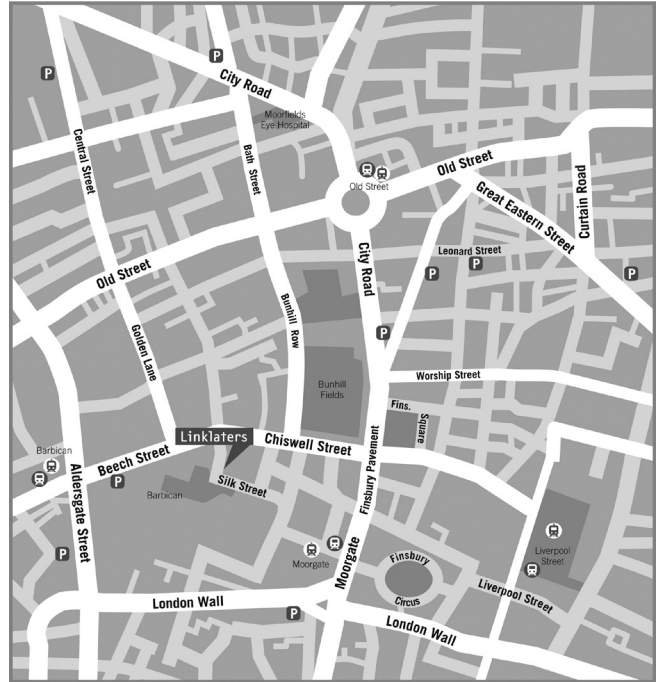 P
P
City Road
Moorfields
Eye Hospital
Central Street
Bath Street
Old Street
Old Street
Great Eastern Street
Curtain Road
Leonard Street
P
P
P
City Road
Old Street
Bunhill Row
Golden Lane
P
Bunhill
Fields
Worship Street
Fins.
Square
Linklaters
Chiswell Street
Finsbury Pavement
Barbican
Beech Street
P
Aldersgate Street
Barbican
Silk Street
P
Moorgate
Moorgate
Finsbury
Circus
Liverpool
Street
Liverpool Street
London Wall
P
London Wall